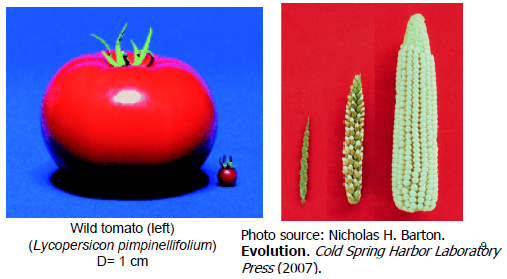 Wild tomato (left)
(Lycopersicon pimpinellifolium)
D= 1 cm
Photo source: Nicholas H. Barton.
Evolution. Cold Spring Harbor Laboratory
Press (2007).